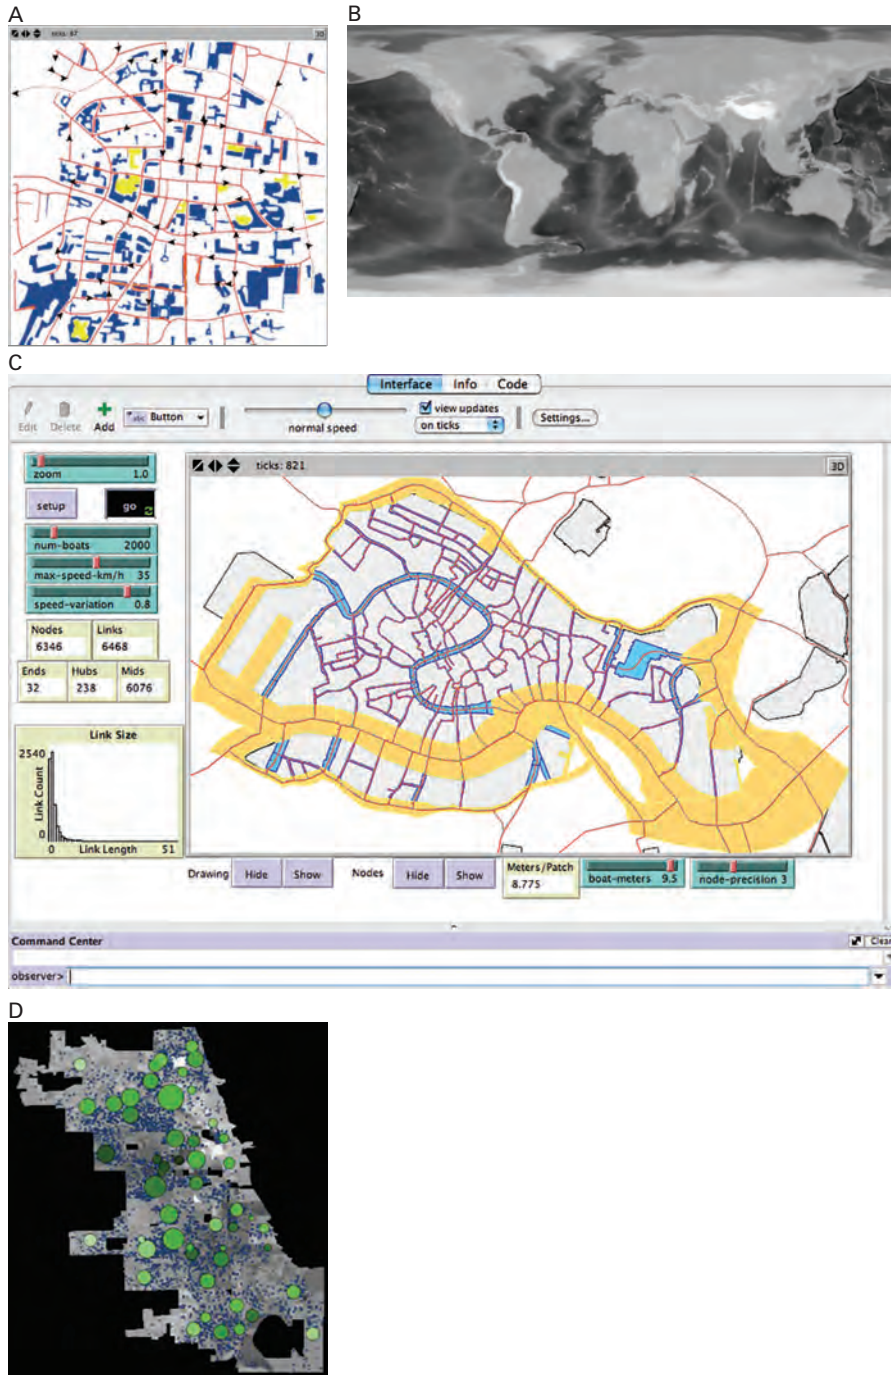 A
B
ticks: 87
3D
C
Interface Info Code
Edit Delete Add
abc Button
normal speed
view updates
on ticks
Settings...
zoom 1.0
ticks: 821
3D
setup go
num-boats 2000
max-speed-km/h 35
speed-variation 0.8
Nodes Links
6346 6468
Ends Hubs Mids
32 238 6076
Link Size
2540
Link Count
0
0 Link Length 51
Drawing Hide Show Nodes Hide Show
Meters/Patch
8.775
boat-meters 9.5
node-precision 3
Command Center
Clear
observer>
D